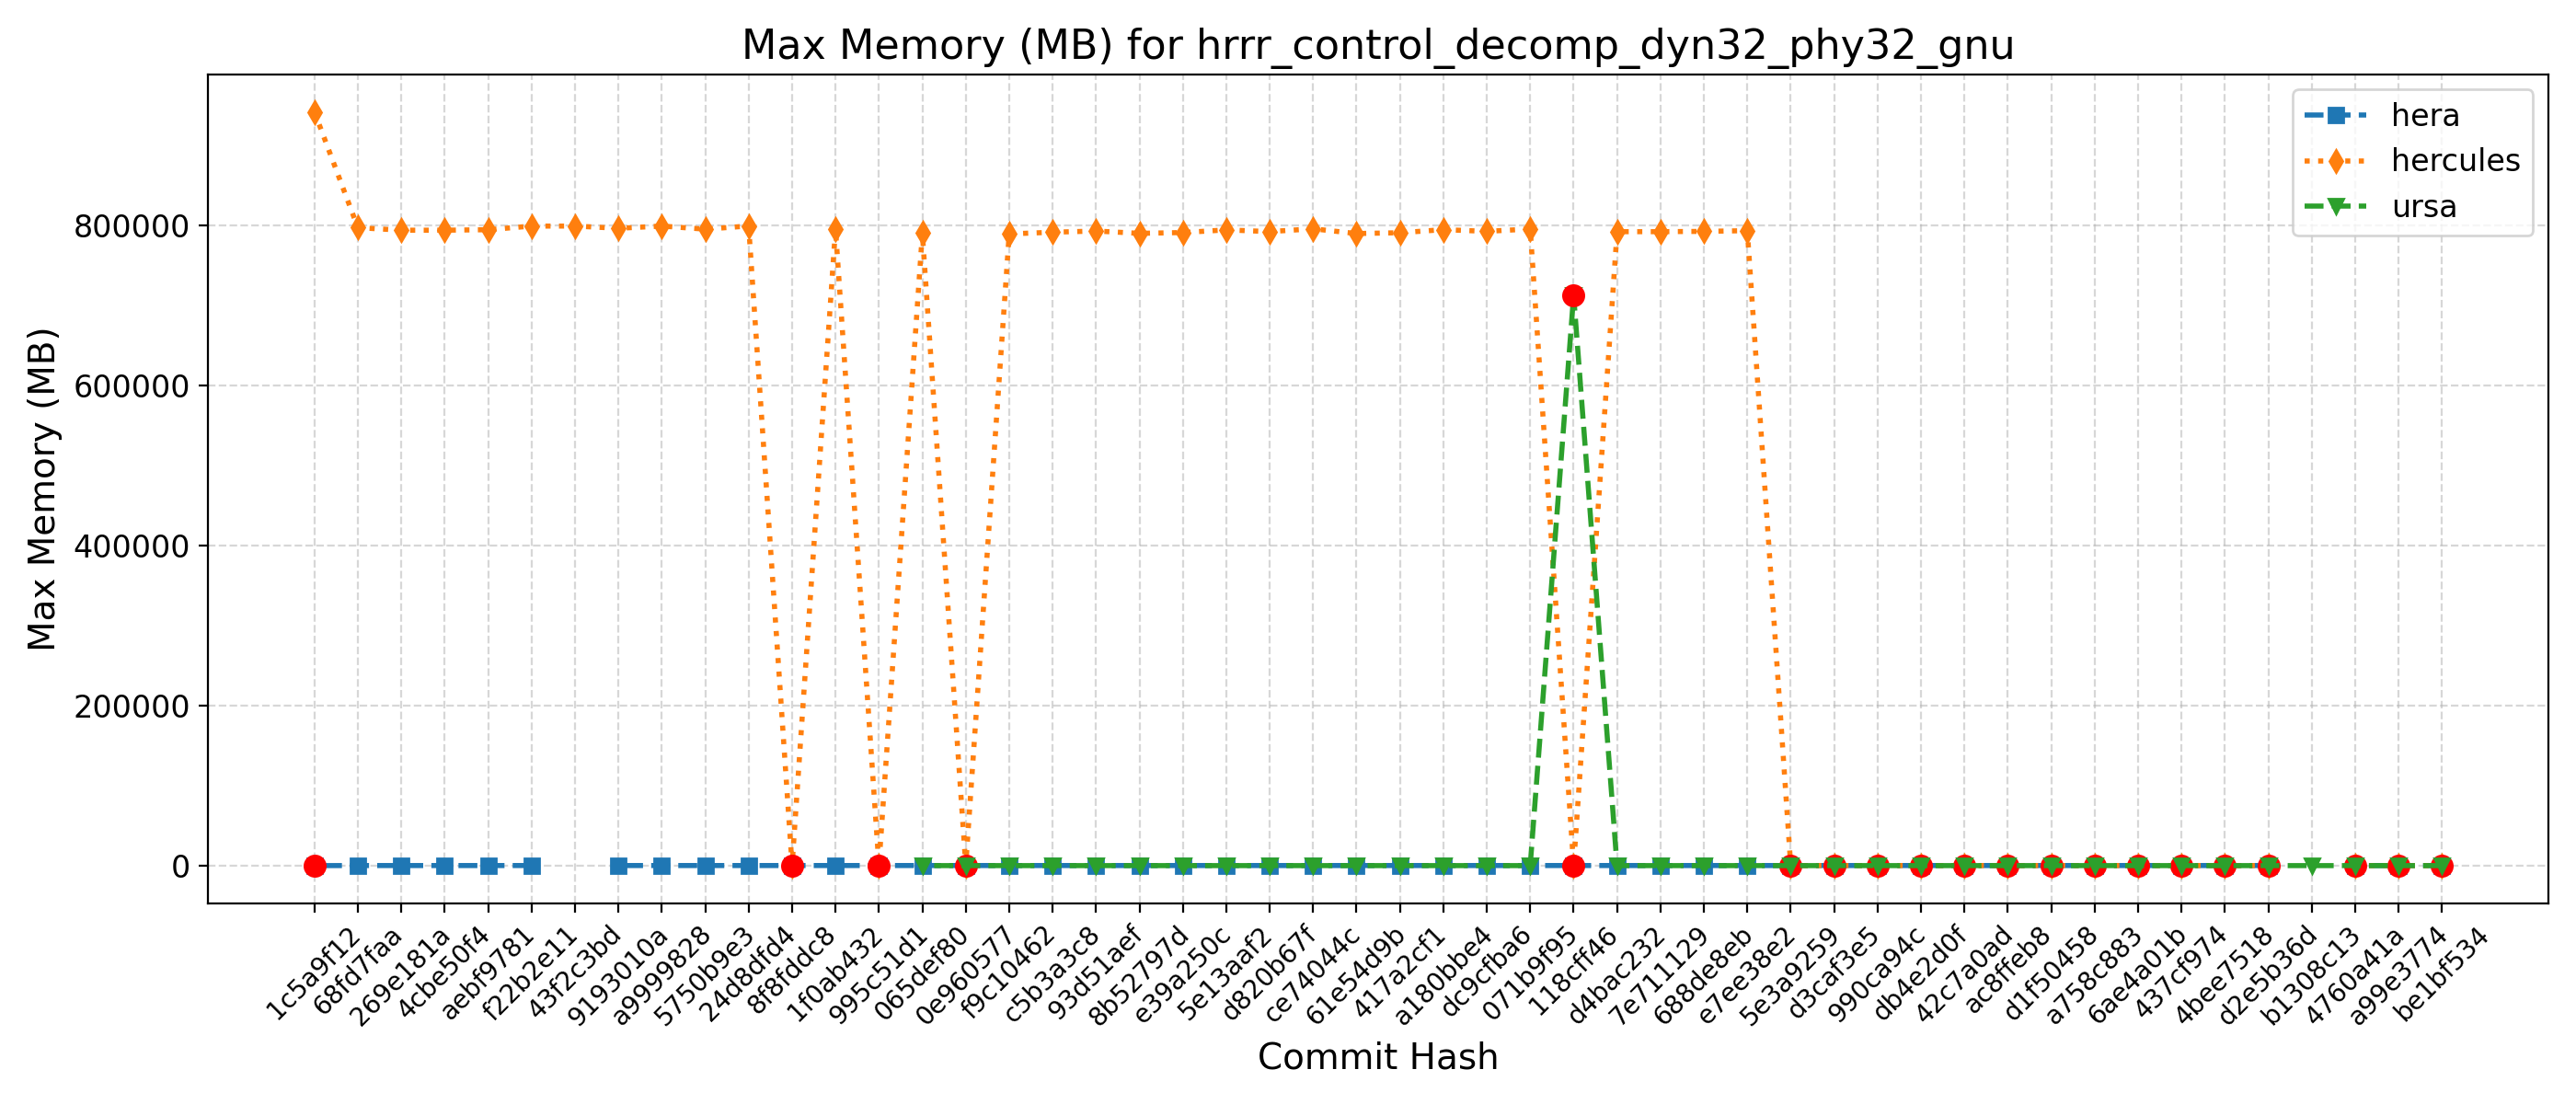 Max Memory (MB) for hrrr_control_decomp_dyn32_phy32_gnu
hera
hercules
ursa
Max Memory (MB)
800000
600000
400000
200000
0
1c5a9f12
68fd7faa
269e181a
4cbe50f4
aebf9781
f22b2e11
43f2c3bd
9193010a
a9999828
5750b9e3
24d8dfd4
8f8fddc8
1f0ab432
995c51d1
065def80
0e960577
f9c10462
c5b3a3c8
93d51aef
8b52797d
e39a250c
5e13aaf2
d820b67f
ce74044c
61e54d9b
417a2cf1
a180bbe4
dc9cfba6
071b9f95
118cff46
d4bac232
7e711129
688de8eb
e7ee38e2
5e3a9259
d3caf3e5
990ca94c
db4e2d0f
42c7a0ad
ac8ffeb8
d1f50458
a758c883
6ae4a01b
437cf974
4bee7518
d2e5b36d
b1308c13
4760a41a
a99e3774
be1bf534
Commit Hash